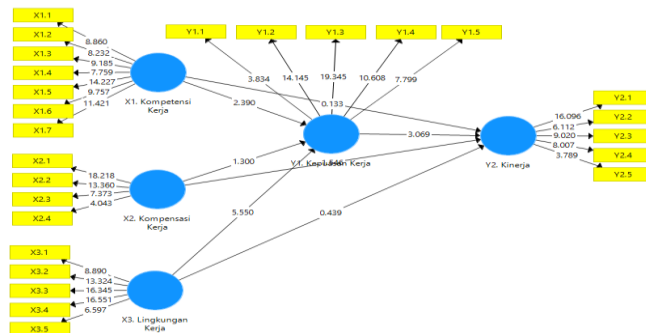 X1.1
X1.2
X1.3
X1.4
X1.5
X1.6
X1.7
8.860
8.232
9.185
7.759
14.227
9.757
11.421
X1. Kompetensi
Kerja
Y1.1
Y1.2
Y1.3
Y1.4
Y1.5
3.834
14.145
19.345
10.608
7.799
2.390
0.133
Y1. Kepuasan Kerja
3.069
1.300
5.550
0.439
X2.1
X2.2
X2.3
X2.4
18.218
13.360
7.373
4.043
X2. Kompensasi
Kerja
X3.1
X3.2
X3.3
X3.4
X3.5
8.890
13.324
16.345
16.551
6.597
X3. Lingkungan
Kerja
Y2.1
Y2.2
Y2.3
Y2.4
Y2.5
16.096
6.112
9.020
8.007
3.789
Y2. Kinerja